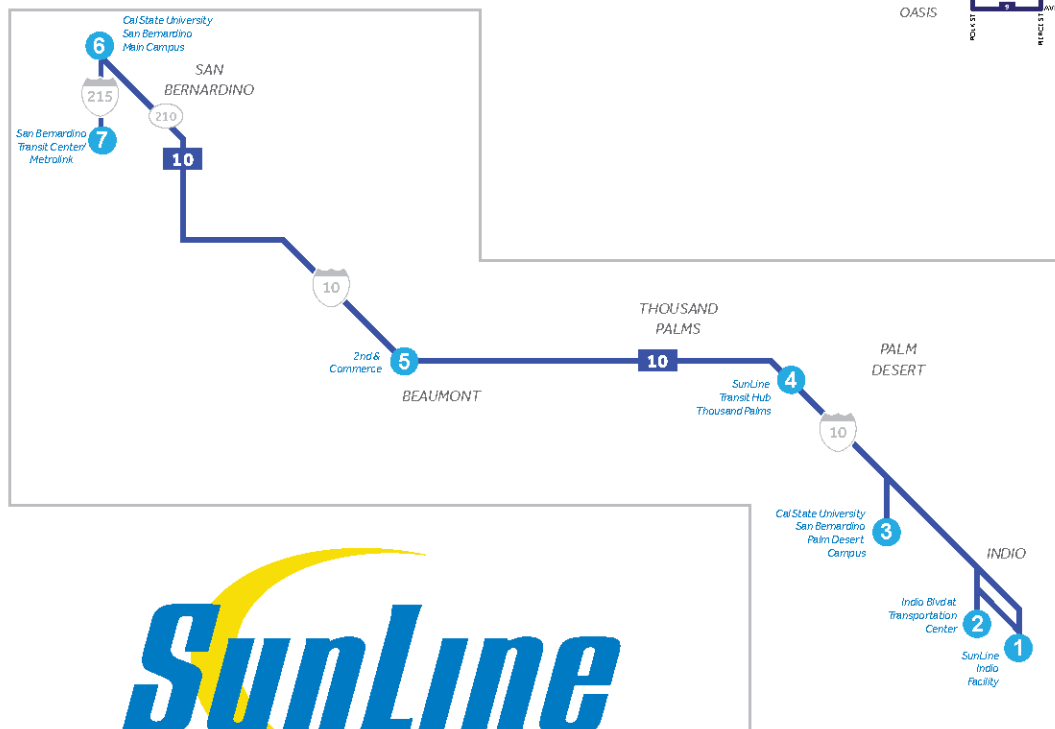 OASIS
POLK ST
9
PIERCE ST
AV
Cal State University
San Bernardino
Main Campus
6
SAN
BERNARDINO
215
210
San Bernardino
Transit Center/
Metrolink
7
10
10
THOUSAND
PALMS
2nd &
Commerce
5
10
PALM
DESERT
BEAUMONT
SunLine
Transit Hub
Thousand Palms
4
10
Cal State University
San Bernardino
Palm Desert
Campus
3
INDIO
Indio Blvd at
Transportation
Center
2
1
SunLine
Indio
Facility
SunLine